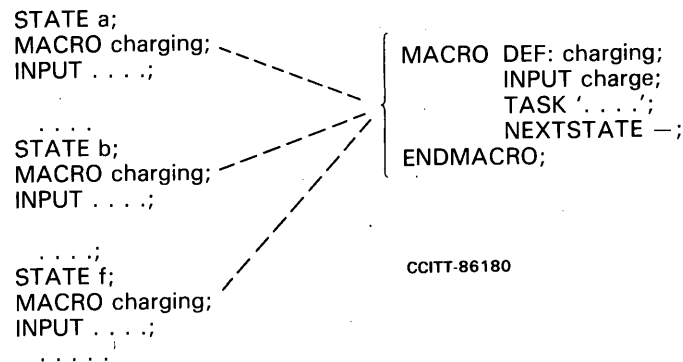 STATE a;
MACRO charging;
INPUT . . . .;
. . . .
STATE b;
MACRO charging;
INPUT . . . .;
. . . .;
STATE f;
MACRO charging;
INPUT . . . .;
. . . . .
MACRO DEF: charging;
INPUT charge;
TASK '. . . .';
NEXTSTATE —;
ENDMACRO;
CCITT-86180